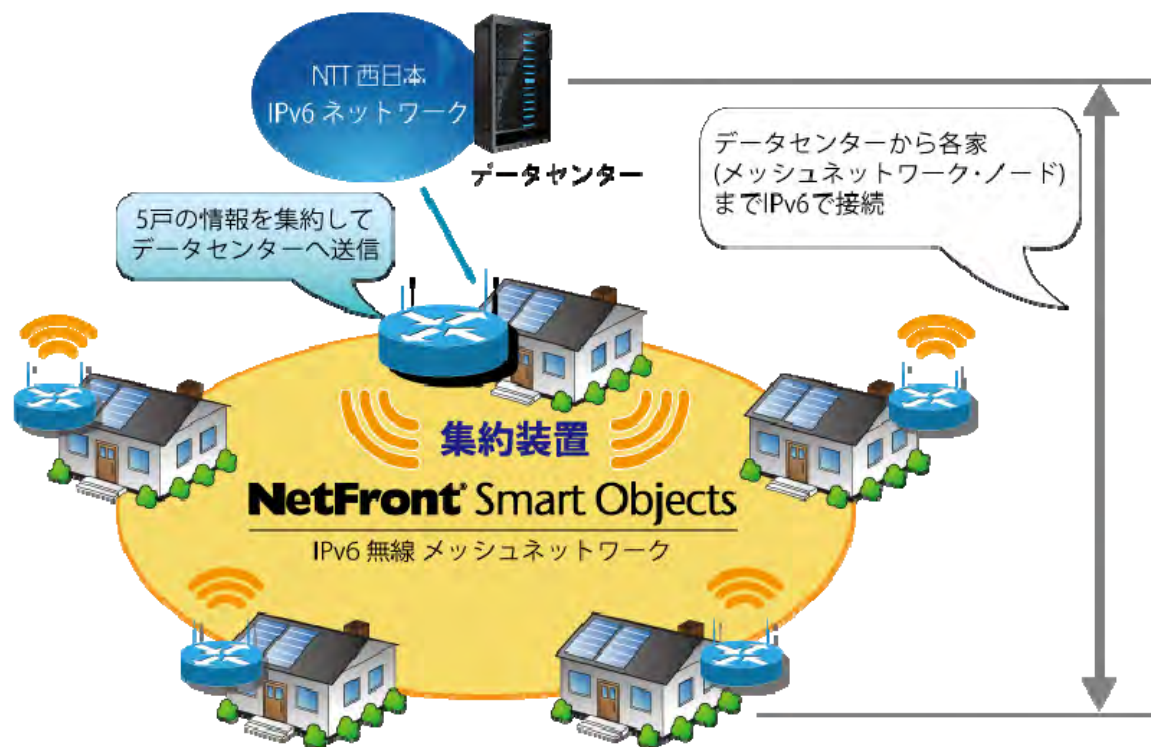 NTT 西日本
IPv6 ネットワーク
データセンター
データセンターから各家
(メッシュネットワーク・ノード)
までIPv6で接続
5戸の情報を集約して
データセンターへ送信
集約装置
NetFront® Smart Objects
IPv6 無線 メッシュネットワーク